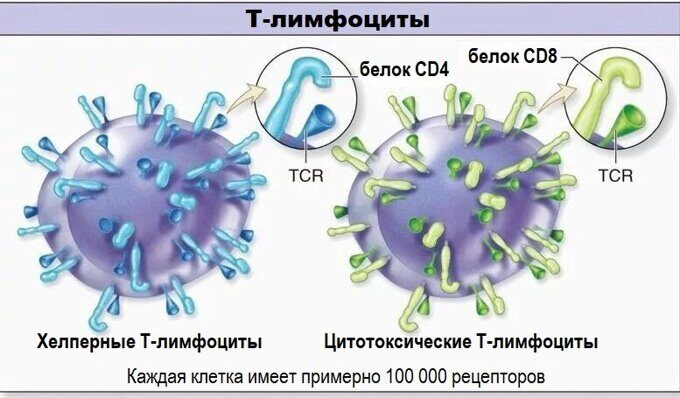 Т-лимфоциты
белок CD4
TCR
белок CD8
TCR
Хелперные Т-лимфоциты
Цитотоксические Т-лимфоциты
Каждая клетка имеет примерно 100 000 рецепторов